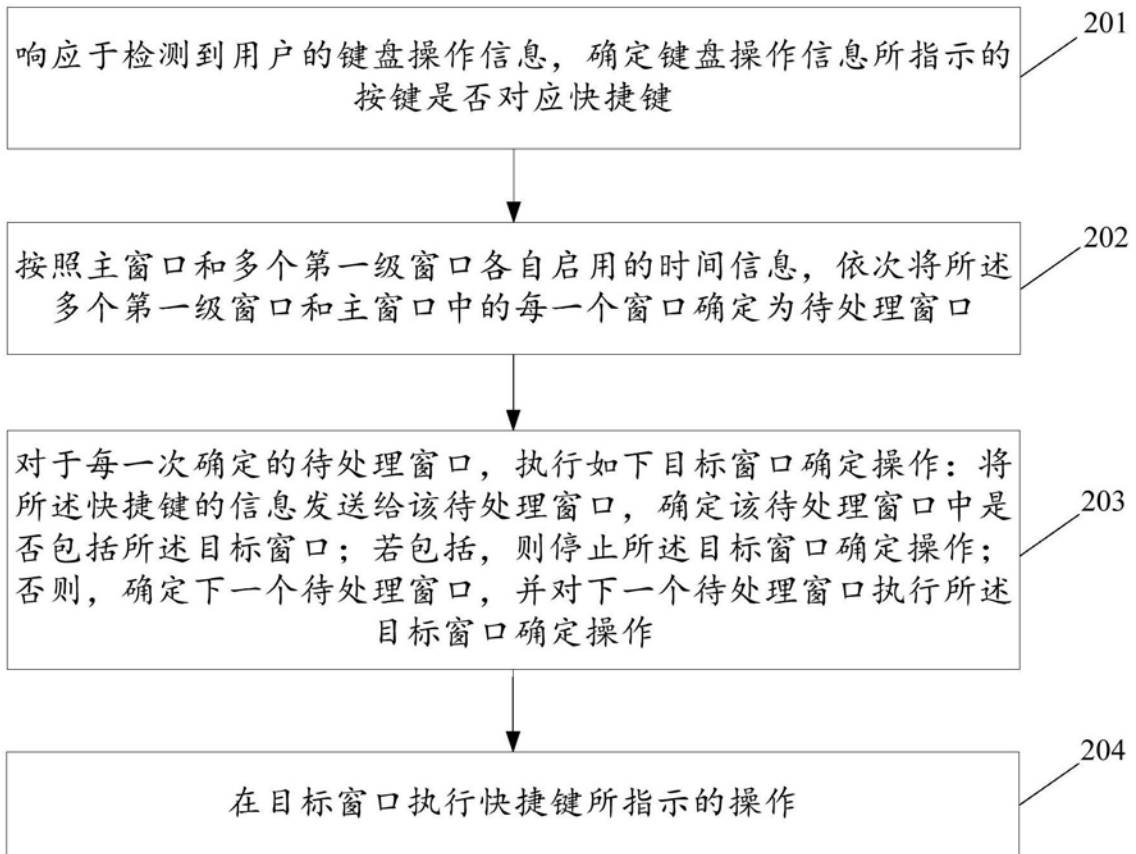 响应于检测到用户的键盘操作信息，确定键盘操作信息所指示的
按键是否对应快捷键
201
按照主窗口和多个第一级窗口各自启用的时间信息，依次将所述
多个第一级窗口和主窗口中的每一个窗口确定为待处理窗口
202
对于每一次确定的待处理窗口，执行如下目标窗口确定操作：将
所述快捷键的信息发送给该待处理窗口，确定该待处理窗口中是
否包括所述目标窗口；若包括，则停止所述目标窗口确定操作；
否则，确定下一个待处理窗口，并对下一个待处理窗口执行所述
目标窗口确定操作
203
在目标窗口执行快捷键所指示的操作
204